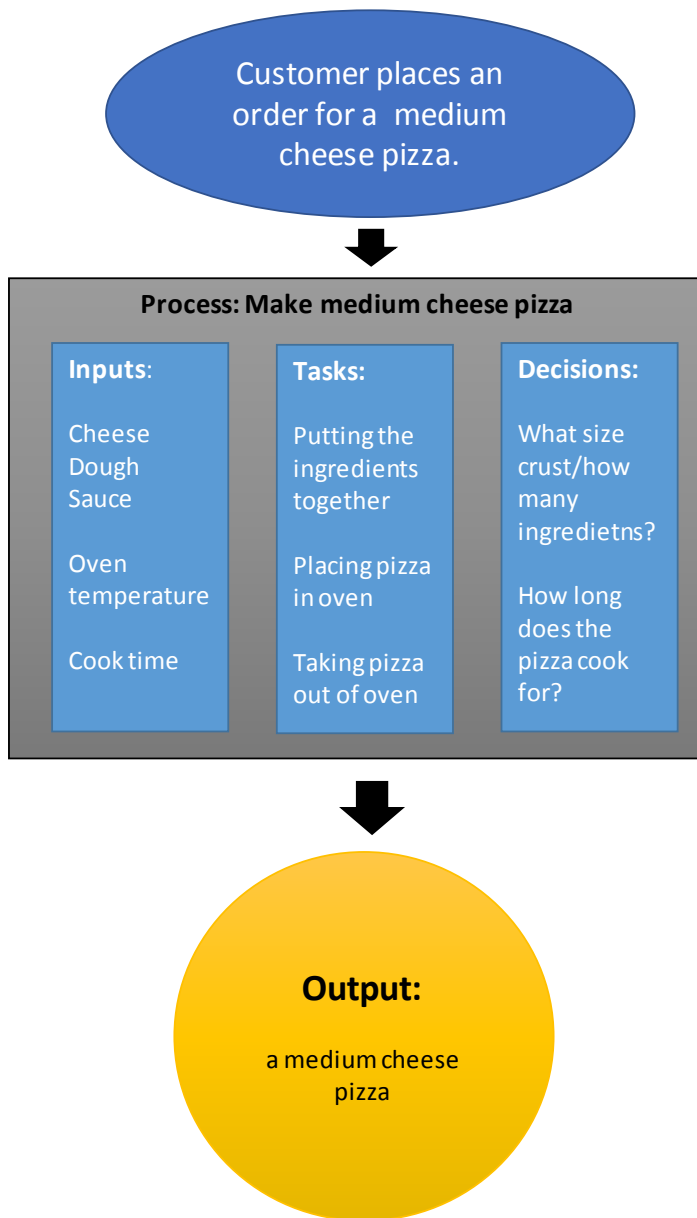 Customer places an
order for a  medium
cheese pizza.
Process: Make medium cheese pizza
Inputs:
Cheese
Dough
Sauce
Oven
temperature
Cook time
Tasks:
Putting the
ingredients
together
Placing pizza
in oven
Taking pizza
out of oven
Decisions:
What size
crust/how
many
ingredietns?
How long
does the
pizza cook
for?
Output:
a medium cheese
pizza